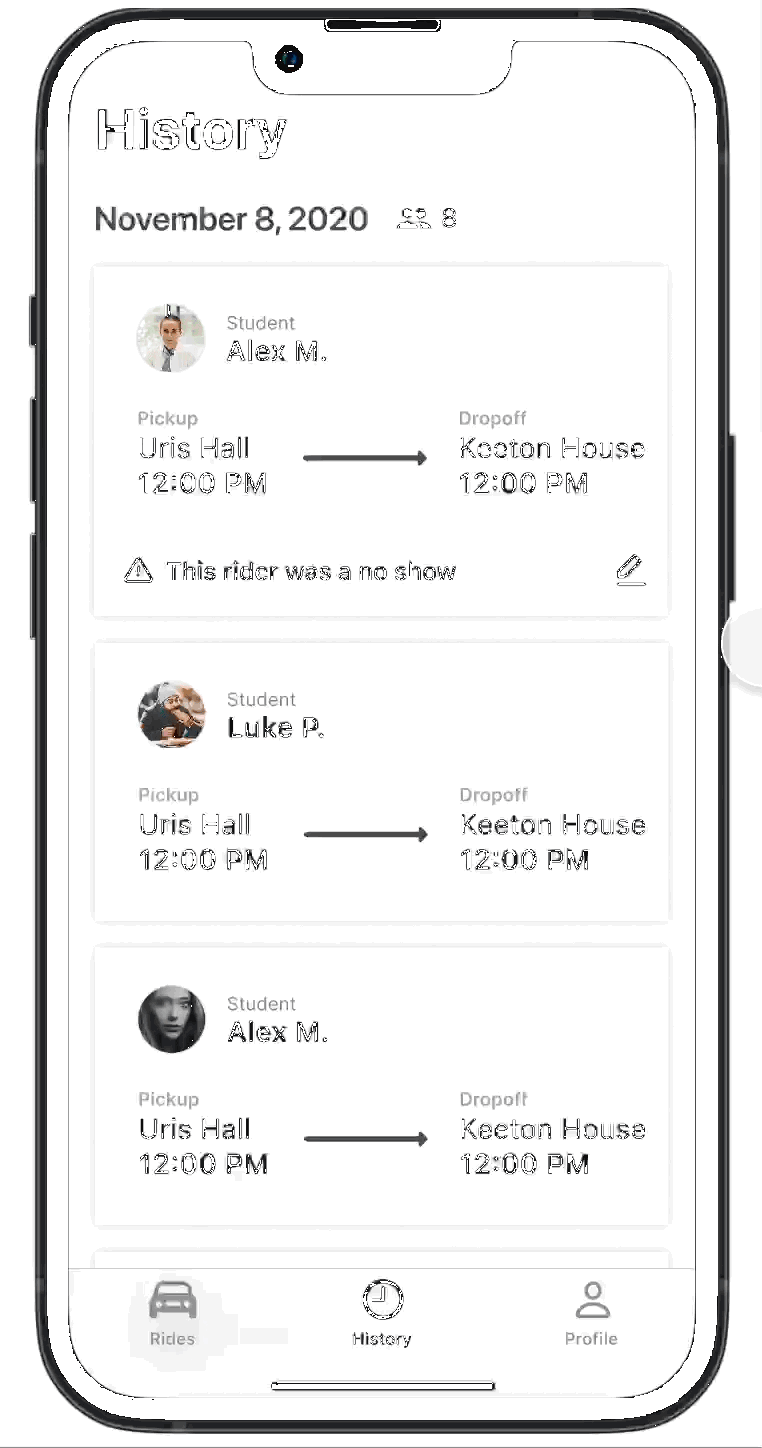 History
November 8, 2020 8
Student
Alex M.
Pickup
Dropoff
Uris Hall
Keeton House
12:00 PM
12:00 PM
This rider was a no show
Student
Luke P.
Pickup
Dropoff
Uris Hall
Keeton House
12:00 PM
12:00 PM
Student
Alex M.
Pickup
Dropoff
Uris Hall
Keeton House
12:00 PM
12:00 PM
Rides
History
Profile